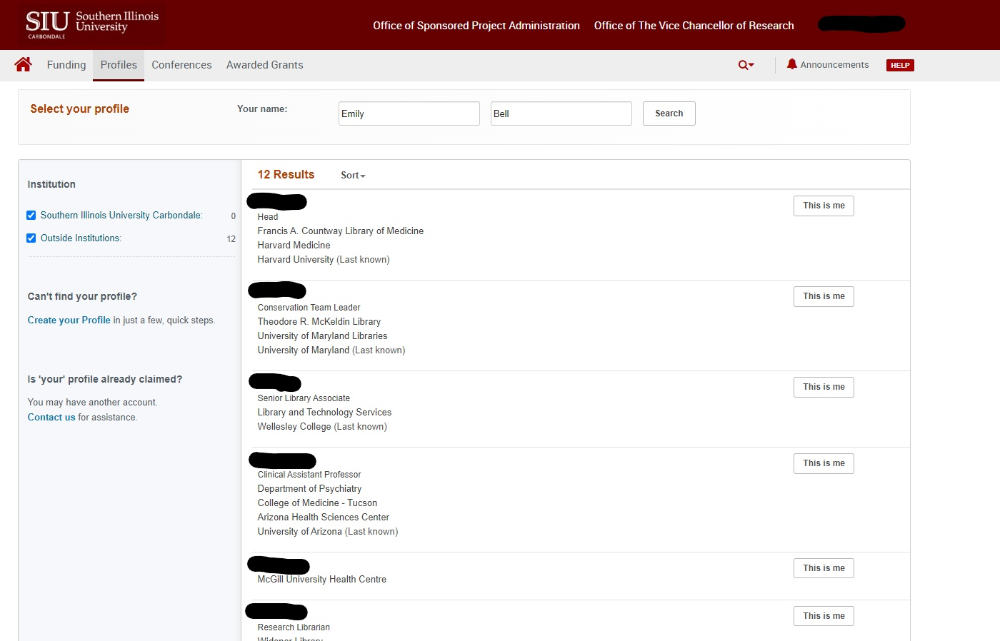 SIU Southern Illinois University
CARBONDALE
Office of Sponsored Project Administration
Office of The Vice Chancellor of Research
Funding
Profiles
Conferences
Awarded Grants
Announcements
HELP
Select your profile
Your name:
Emily
Bell
Search
Institution
Southern Illinois University Carbondale: 0
Outside Institutions: 12
Can't find your profile?
Create your Profile in just a few, quick steps.
Is 'your' profile already claimed?
You may have another account.
Contact us for assistance.
12 Results
Sort
This is me
Head
Francis A. Countway Library of Medicine
Harvard Medicine
Harvard University (Last known)
This is me
Conservation Team Leader
Theodore R. McKeldin Library
University of Maryland Libraries
University of Maryland (Last known)
This is me
Senior Library Associate
Library and Technology Services
Wellesley College (Last known)
This is me
Clinical Assistant Professor
Department of Psychiatry
College of Medicine - Tucson
Arizona Health Sciences Center
University of Arizona (Last known)
This is me
McGill University Health Centre
This is me
Research Librarian
Widener Library